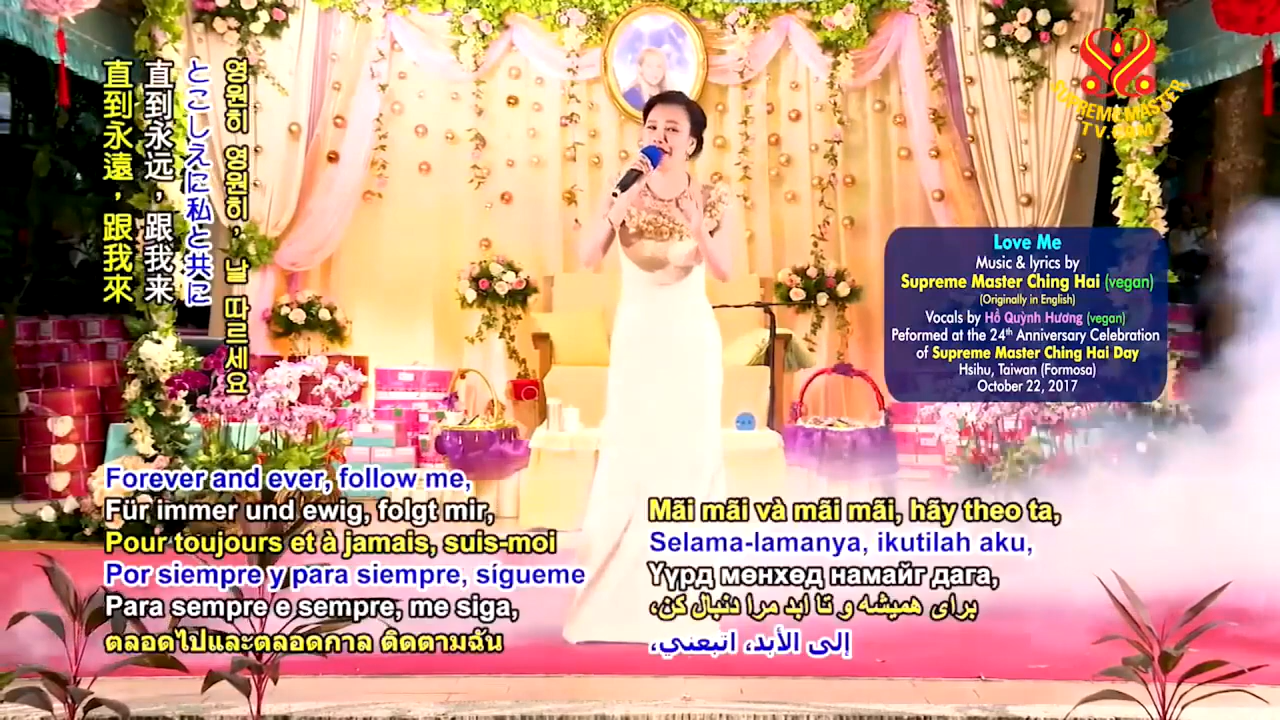 영원히 영원히, 날 따르세요
とこしえに私と共に
直到永远，跟我来
直到永遠，跟我來
SUPREMEMASTER
TV.COM
Love Me
Music & lyrics by
Supreme Master Ching Hai (vegan)
(Originally in English)
Vocals by Hồ Quỳnh Hương (vegan)
Peformed at the 24th Anniversary Celebration
of Supreme Master Ching Hai Day
Hsihu, Taiwan (Formosa)
October 22, 2017
Forever and ever, follow me,
Für immer und ewig, folgt mir,
Pour toujours et à jamais, suis-moi
Por siempre y para siempre, sígueme
Para sempre e sempre, me siga,
ตลอดไปและตลอดกาล ติดตามฉัน
Mãi mãi và mãi mãi, hãy theo ta,
Selama-lamanya, ikutilah aku,
Үүрд мөнхөд намайг дага,
برای همیشه و تا ابد مرا دنبال کن،
إلى الأبد، اتبعني،